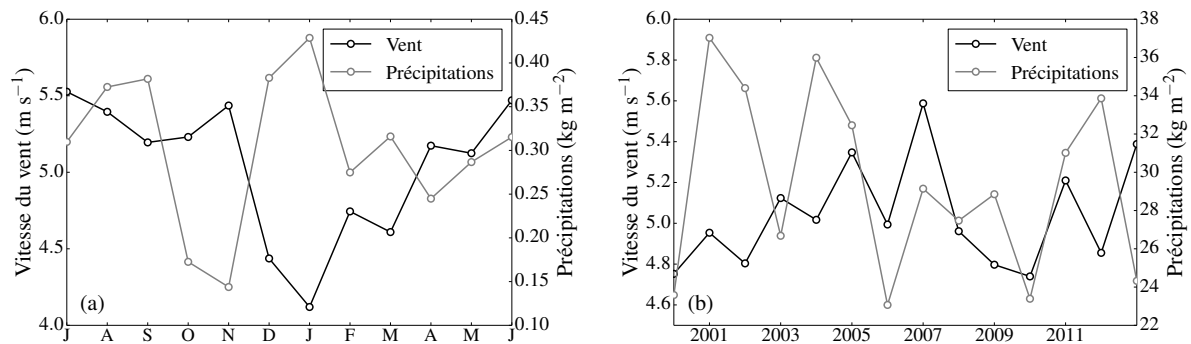 6.0
5.5
5.0
4.5
4.0
Vitesse du vent (m s⁻¹)
J A S O N D J F M A M J
0.45
0.40
0.35
0.30
0.25
0.20
0.15
0.10
Précipitations (kg m⁻²)
Vent
Précipitations
(a)
6.0
5.8
5.6
5.4
5.2
5.0
4.8
4.6
Vitesse du vent (m s⁻¹)
2001 2003 2005 2007 2009 2011
38
36
34
32
30
28
26
24
22
Précipitations (kg m⁻²)
Vent
Précipitations
(b)